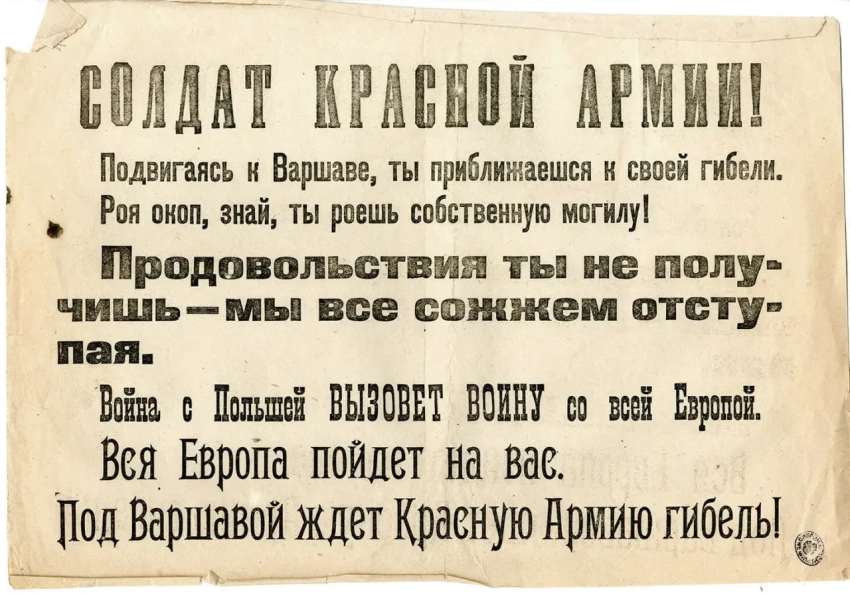 СОЛДАТ КРАСНОЙ АРМИИ!
Подвигаясь к Варшаве, ты приближаешся к своей гибели.
Роя окоп, знай, ты роешь собственную могилу!
Продовольствия ты не полу-
чишь—мы все сожжем отсту-
пая.
Война с Польшей ВЫЗОВЕТ ВОЙНУ со всей Европой.
Вся Европа пойдет на вас.
Под Варшавой ждет Красную Армию гибель!